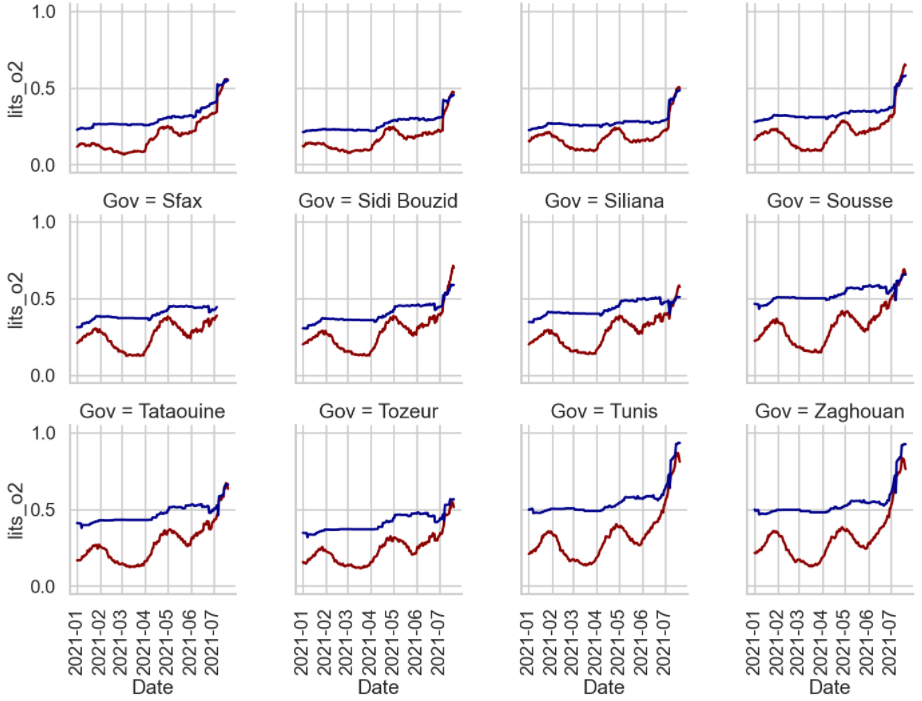 1.0
0.5
0.0
lits_o2
Gov = Sfax Gov = Sidi Bouzid Gov = Siliana Gov = Sousse
1.0
0.5
0.0
lits_o2
Gov = Tataouine Gov = Tozeur Gov = Tunis Gov = Zaghouan
1.0
0.5
0.0
lits_o2
2021-01 2021-02 2021-03 2021-04 2021-05 2021-06 2021-07 2021-01 2021-02 2021-03 2021-04 2021-05 2021-06 2021-07 2021-01 2021-02 2021-03 2021-04 2021-05 2021-06 2021-07 2021-01 2021-02 2021-03 2021-04 2021-05 2021-06 2021-07
Date Date Date Date